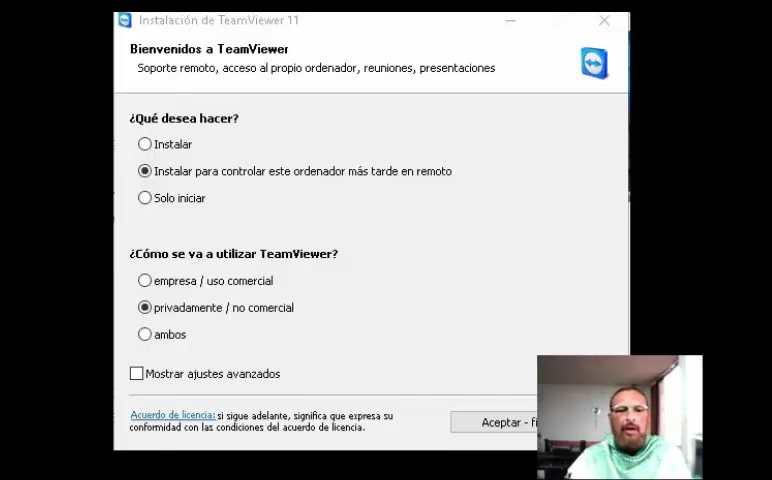 Instalación de TeamViewer 11
Bienvenidos a TeamViewer
Soporte remoto, acceso al propio ordenador, reuniones, presentaciones
¿Qué desea hacer?
Instalar
Instalar para controlar este ordenador más tarde en remoto
Solo iniciar
¿Cómo se va a utilizar TeamViewer?
empresa / uso comercial
privadamente / no comercial
ambos
Mostrar ajustes avanzados
Acuerdo de licencia: si sigue adelante, significa que expresa su
conformidad con las condiciones del acuerdo de licencia.
Aceptar -